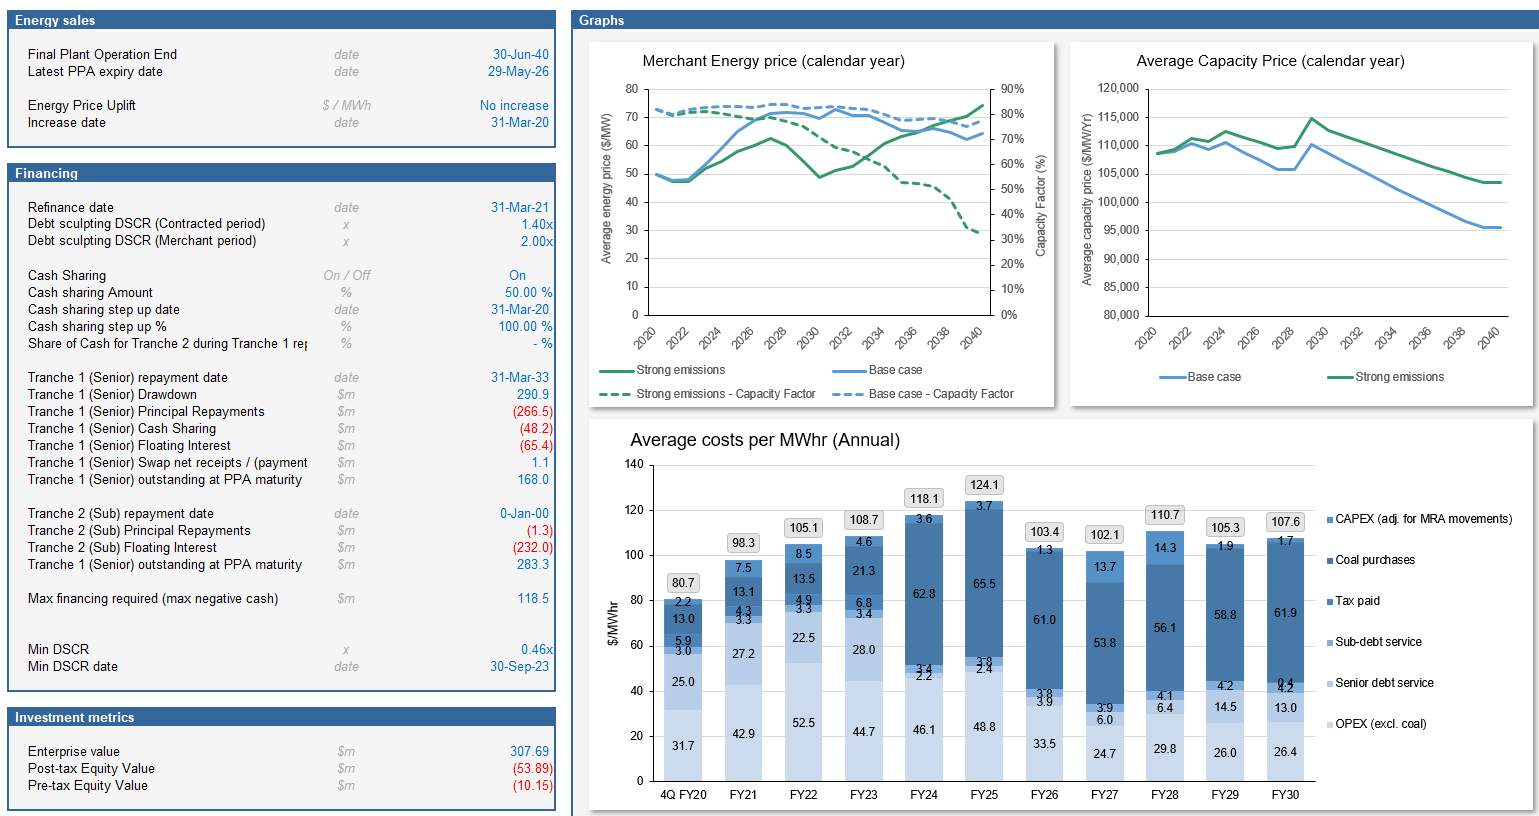 Energy sales
Final Plant Operation End date 30-Jun-40
Latest PPA expiry date date 29-May-26
Energy Price Uplift $ / MWh No increase
Increase date date 31-Mar-20
Financing
Refinance date date 31-Mar-21
Debt sculpting DSCR (Contracted period) x 1.40x
Debt sculpting DSCR (Merchant period) x 2.00x
Cash Sharing On / Off On
Cash sharing Amount % 50.00 %
Cash sharing step up date date 31-Mar-20
Cash sharing step up % % 100.00 %
Share of Cash for Tranche 2 during Tranche 1 rep % - %
Tranche 1 (Senior) repayment date date 31-Mar-33
Tranche 1 (Senior) Drawdown $m 290.9
Tranche 1 (Senior) Principal Repayments $m (266.5)
Tranche 1 (Senior) Cash Sharing $m (48.2)
Tranche 1 (Senior) Floating Interest $m (65.4)
Tranche 1 (Senior) Swap net receipts / (payment $m 1.1
Tranche 1 (Senior) outstanding at PPA maturity $m 168.0
Tranche 2 (Sub) repayment date date 0-Jan-00
Tranche 2 (Sub) Principal Repayments $m (1.3)
Tranche 2 (Sub) Floating Interest $m (232.0)
Tranche 1 (Senior) outstanding at PPA maturity $m 283.3
Max financing required (max negative cash) $m 118.5
Min DSCR x 0.46x
Min DSCR date date 30-Sep-23
Investment metrics
Enterprise value $m 307.69
Post-tax Equity Value $m (53.89)
Pre-tax Equity Value $m (10.15)
Graphs
Merchant Energy price (calendar year)
Average energy price ($/MW)
80
70
60
50
40
30
20
10
0
90%
80%
70%
60%
50%
40%
30%
20%
10%
0%
Capacity Factor (%)
2020 2022 2024 2026 2028 2030 2032 2034 2036 2038 2040
Strong emissions Base case
Strong emissions - Capacity Factor Base case - Capacity Factor
Average Capacity Price (calendar year)
Average capacity price ($/MW/Yr)
120,000
115,000
110,000
105,000
100,000
95,000
90,000
85,000
80,000
2020 2022 2024 2026 2028 2030 2032 2034 2036 2038 2040
Base case Strong emissions
Average costs per MWhr (Annual)
$/MWhr
140
120
100
80
60
40
20
0
80.7 98.3 105.1 108.7 118.1 124.1 103.4 102.1 110.7 105.3 107.6
2.2 7.5 8.5 4.6 3.6 3.7 1.3 13.7 14.3 1.9 1.7
13.0 13.1 13.5 21.3 62.8 65.5 61.0 53.8 56.1 58.8 61.9
5.9 4.3 4.9 6.8 - - - - - - 0.4
3.0 3.3 3.3 3.4 3.4 3.8 3.8 3.9 4.1 4.2 4.2
25.0 27.2 22.5 28.0 2.2 2.4 3.9 6.0 6.4 14.5 13.0
31.7 42.9 52.5 44.7 46.1 48.8 33.5 24.7 29.8 26.0 26.4
4Q FY20 FY21 FY22 FY23 FY24 FY25 FY26 FY27 FY28 FY29 FY30
CAPEX (adj. for MRA movements)
Coal purchases
Tax paid
Sub-debt service
Senior debt service
OPEX (excl. coal)